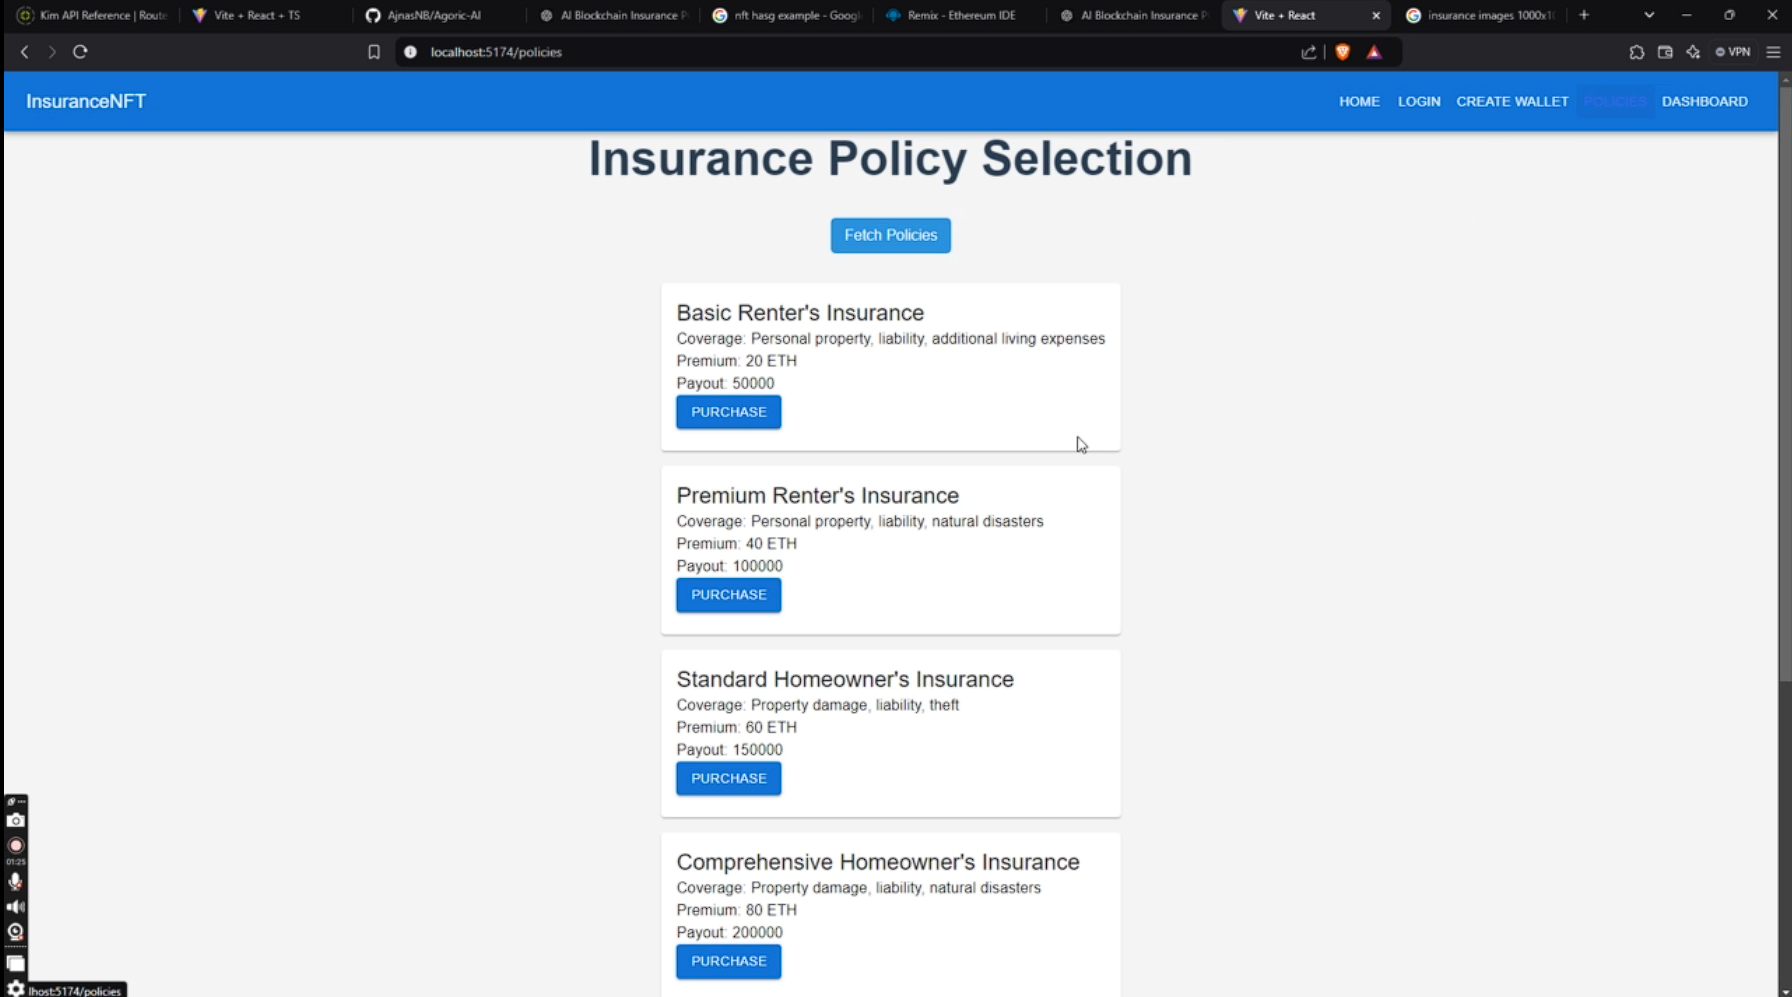 Kim API Reference | Route
Vite + React + TS
AjnasNB/Agoric-AI
AI Blockchain Insurance P
nft hasg example - Googl
Remix - Ethereum IDE
AI Blockchain Insurance P
Vite + React
insurance images 1000x10
localhost:5174/policies
VPN
InsuranceNFT
HOME
LOGIN
CREATE WALLET
POLICIES
DASHBOARD
Insurance Policy Selection
Fetch Policies
Basic Renter's Insurance
Coverage: Personal property, liability, additional living expenses
Premium: 20 ETH
Payout: 50000
PURCHASE
Premium Renter's Insurance
Coverage: Personal property, liability, natural disasters
Premium: 40 ETH
Payout: 100000
PURCHASE
Standard Homeowner's Insurance
Coverage: Property damage, liability, theft
Premium: 60 ETH
Payout: 150000
PURCHASE
Comprehensive Homeowner's Insurance
Coverage: Property damage, liability, natural disasters
Premium: 80 ETH
Payout: 200000
PURCHASE
01:25
lhost:5174/policies